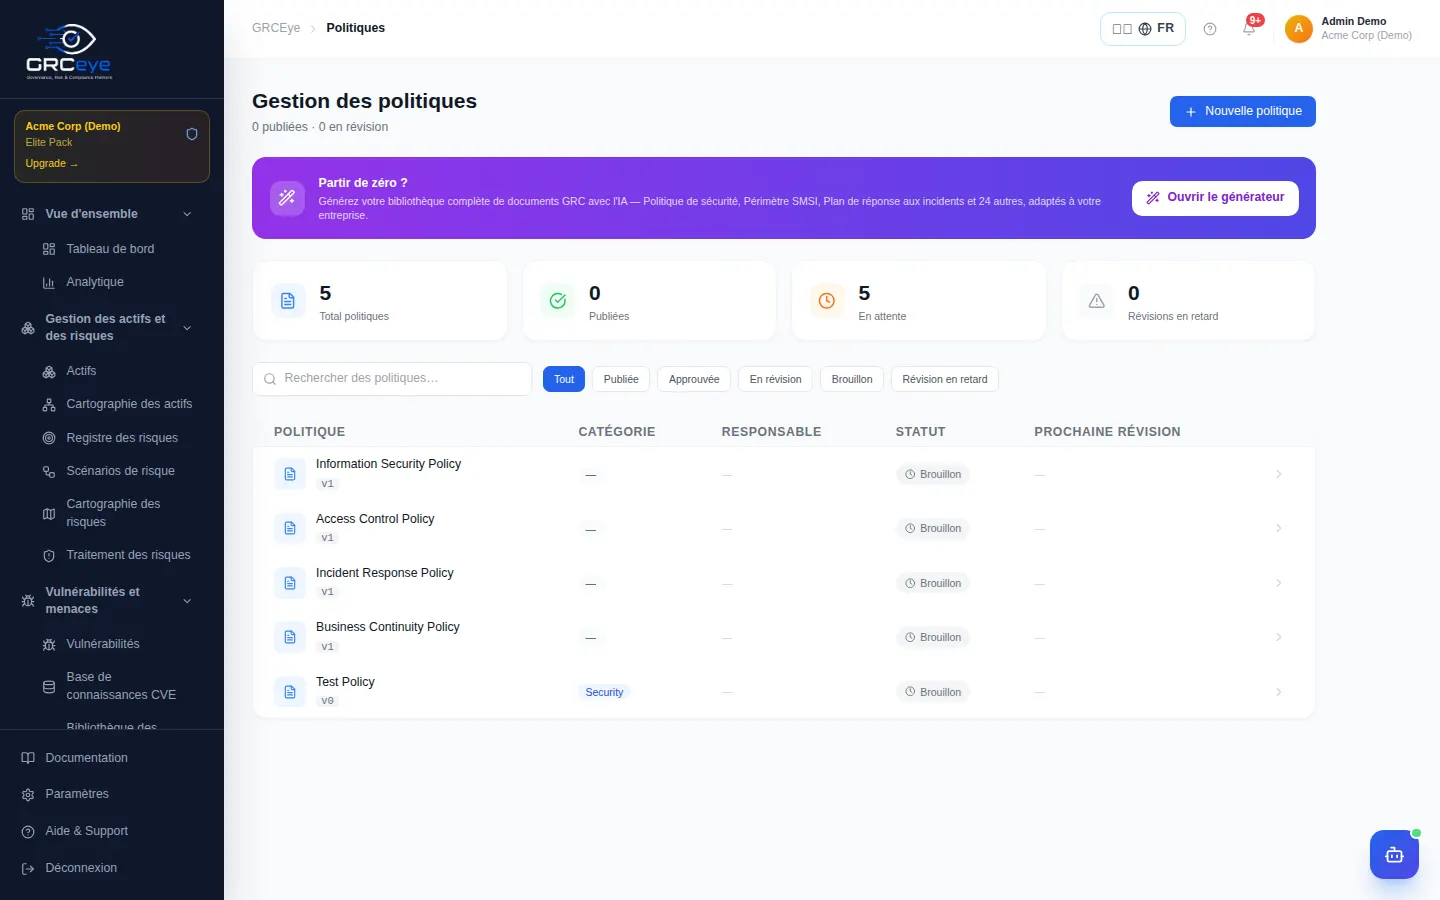 GRCeye
Governance, Risk & Compliance Platform
Acme Corp (Demo)
Elite Pack
Upgrade →
Vue d'ensemble
Tableau de bord
Analytique
Gestion des actifs et
des risques
Actifs
Cartographie des actifs
Registre des risques
Scénarios de risque
Cartographie des
risques
Traitement des risques
Vulnérabilités et
menaces
Vulnérabilités
Base de
connaissances CVE
Bibliothèque des
Documentation
Paramètres
Aide & Support
Déconnexion
GRCEye > Politiques
FR
9+
A
Admin Demo
Acme Corp (Demo)
Gestion des politiques
0 publiées · 0 en révision
Nouvelle politique
Partir de zéro ?
Générez votre bibliothèque complète de documents GRC avec l'IA — Politique de sécurité, Périmètre SMSI, Plan de réponse aux incidents et 24 autres, adaptés à votre
entreprise.
Ouvrir le générateur
5
Total politiques
0
Publiées
5
En attente
0
Révisions en retard
Rechercher des politiques…
Tout Publiée Approuvée En révision Brouillon Révision en retard
POLITIQUE CATÉGORIE RESPONSABLE STATUT PROCHAINE RÉVISION
Information Security Policy
v1
— — Brouillon —
Access Control Policy
v1
— — Brouillon —
Incident Response Policy
v1
— — Brouillon —
Business Continuity Policy
v1
— — Brouillon —
Test Policy
v0
Security — Brouillon —